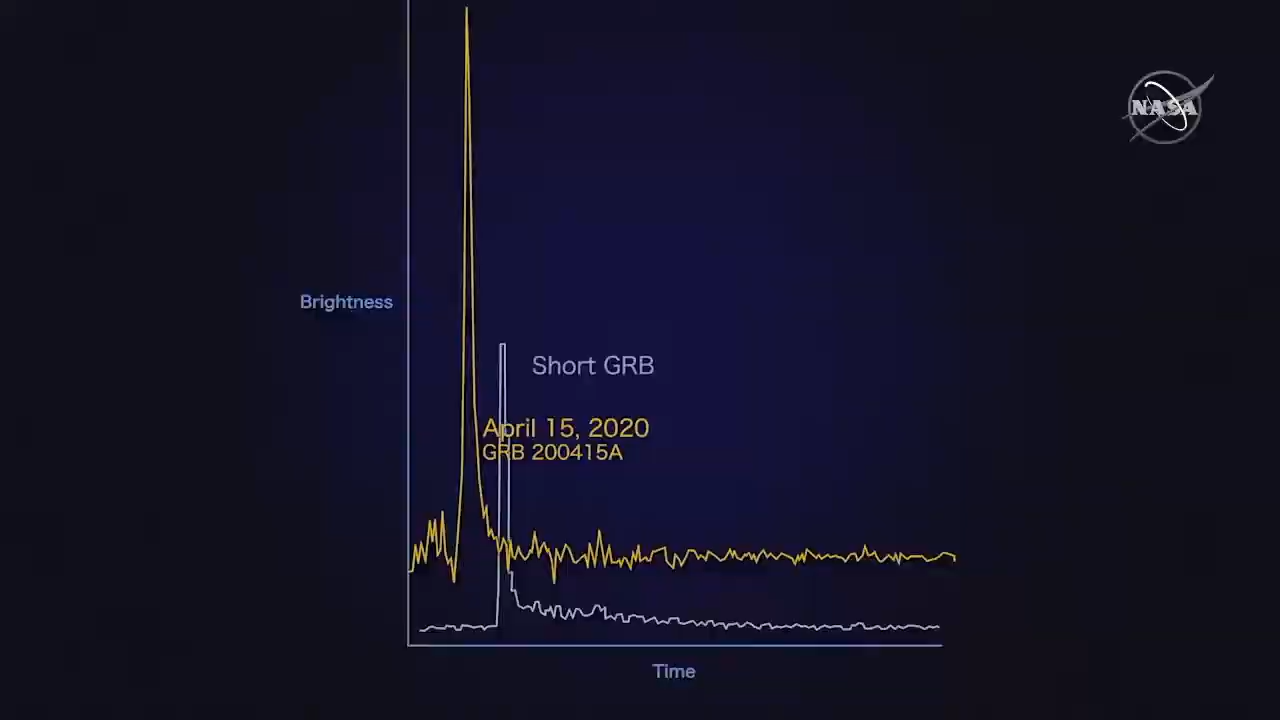 NASA
Brightness
Short GRB
April 15, 2020
GRB 200415A
Time